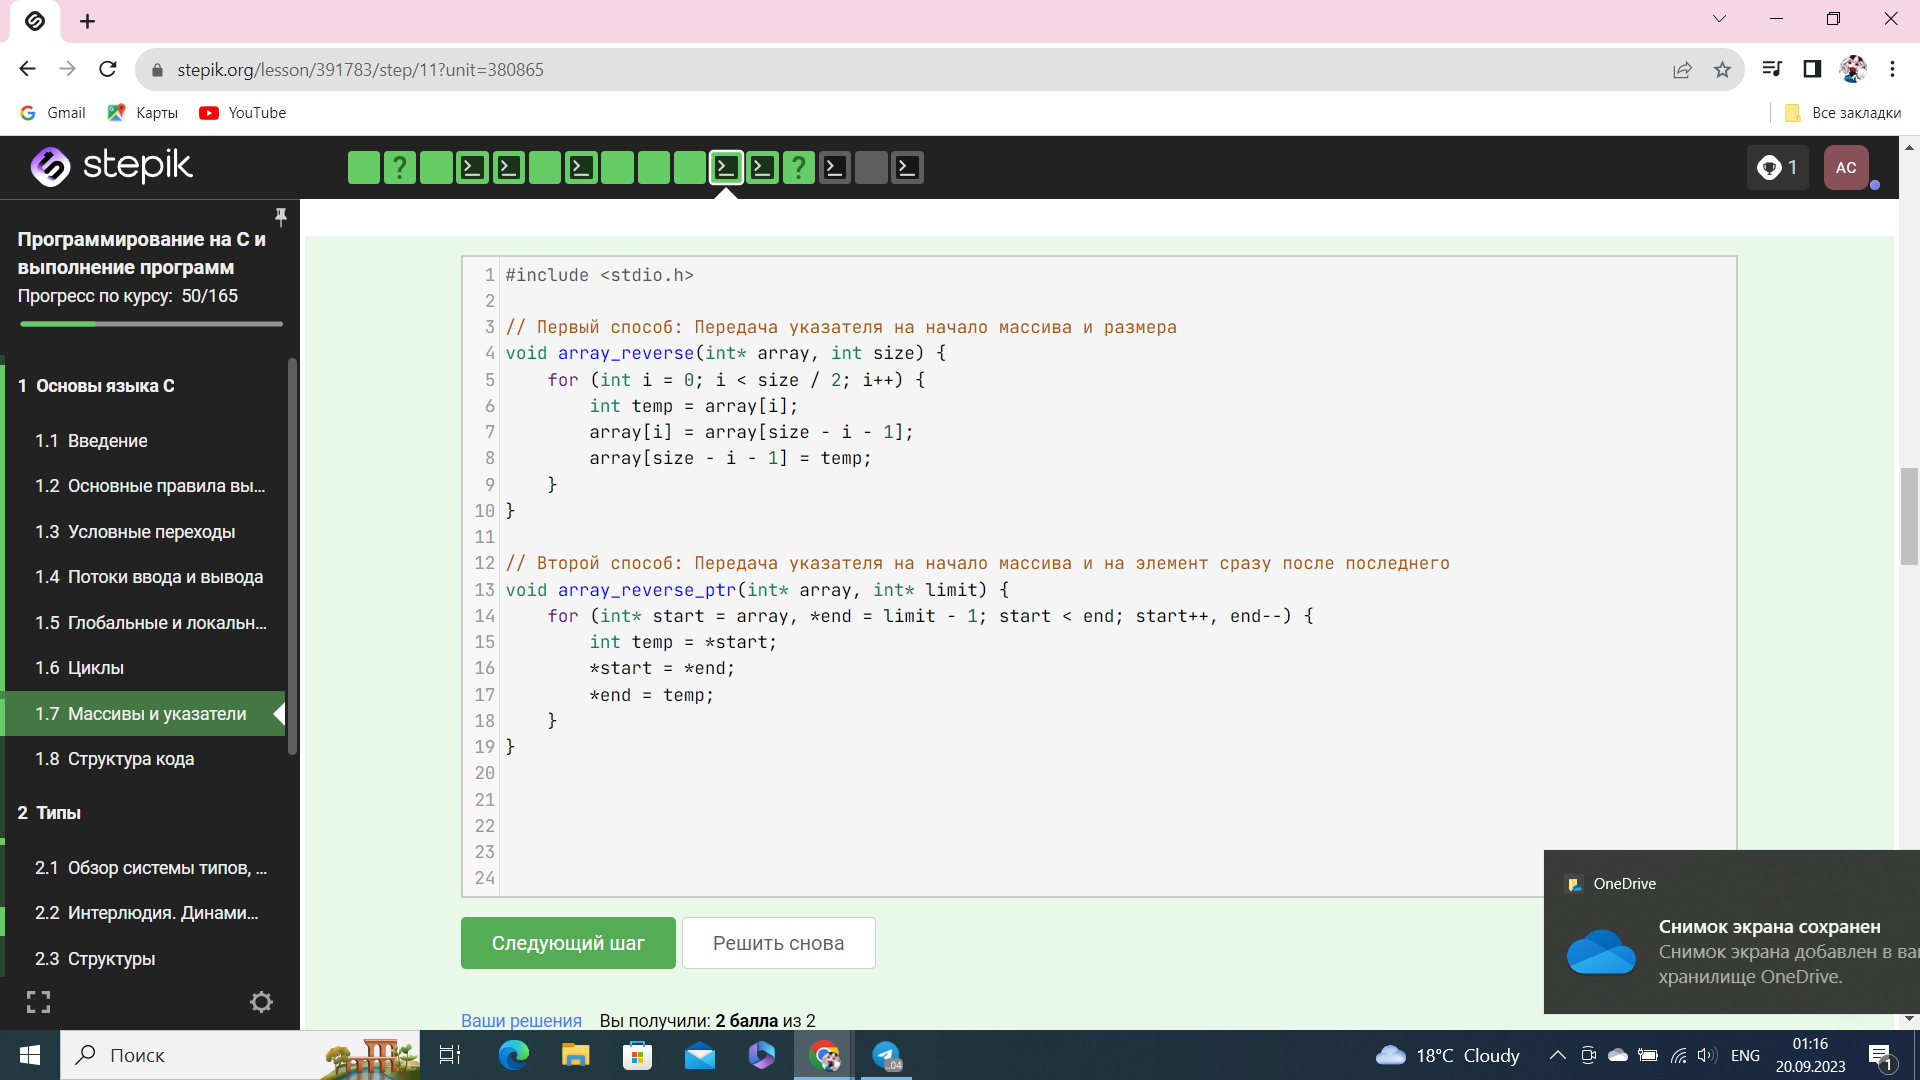 stepik.org/lesson/391783/step/11?unit=380865
Gmail
Карты
YouTube
Все закладки
stepik
?
?
1
AC
Программирование на C и
выполнение программ
Прогресс по курсу: 50/165
1 Основы языка C
1.1 Введение
1.2 Основные правила вы...
1.3 Условные переходы
1.4 Потоки ввода и вывода
1.5 Глобальные и локальн...
1.6 Циклы
1.7 Массивы и указатели
1.8 Структура кода
2 Типы
2.1 Обзор системы типов, ...
2.2 Интерлюдия. Динами...
2.3 Структуры
1 #include <stdio.h>
2
3 // Первый способ: Передача указателя на начало массива и размера
4 void array_reverse(int* array, int size) {
5     for (int i = 0; i < size / 2; i++) {
6         int temp = array[i];
7         array[i] = array[size - i - 1];
8         array[size - i - 1] = temp;
9     }
10 }
11
12 // Второй способ: Передача указателя на начало массива и на элемент сразу после последнего
13 void array_reverse_ptr(int* array, int* limit) {
14     for (int* start = array, *end = limit - 1; start < end; start++, end--) {
15         int temp = *start;
16         *start = *end;
17         *end = temp;
18     }
19 }
20
21
22
23
24
Следующий шаг
Решить снова
Ваши решения Вы получили: 2 балла из 2
OneDrive
Снимок экрана сохранен
Снимок экрана добавлен в ва
хранилище OneDrive.
Поиск
04
18°C Cloudy
ENG
01:16
20.09.2023
1